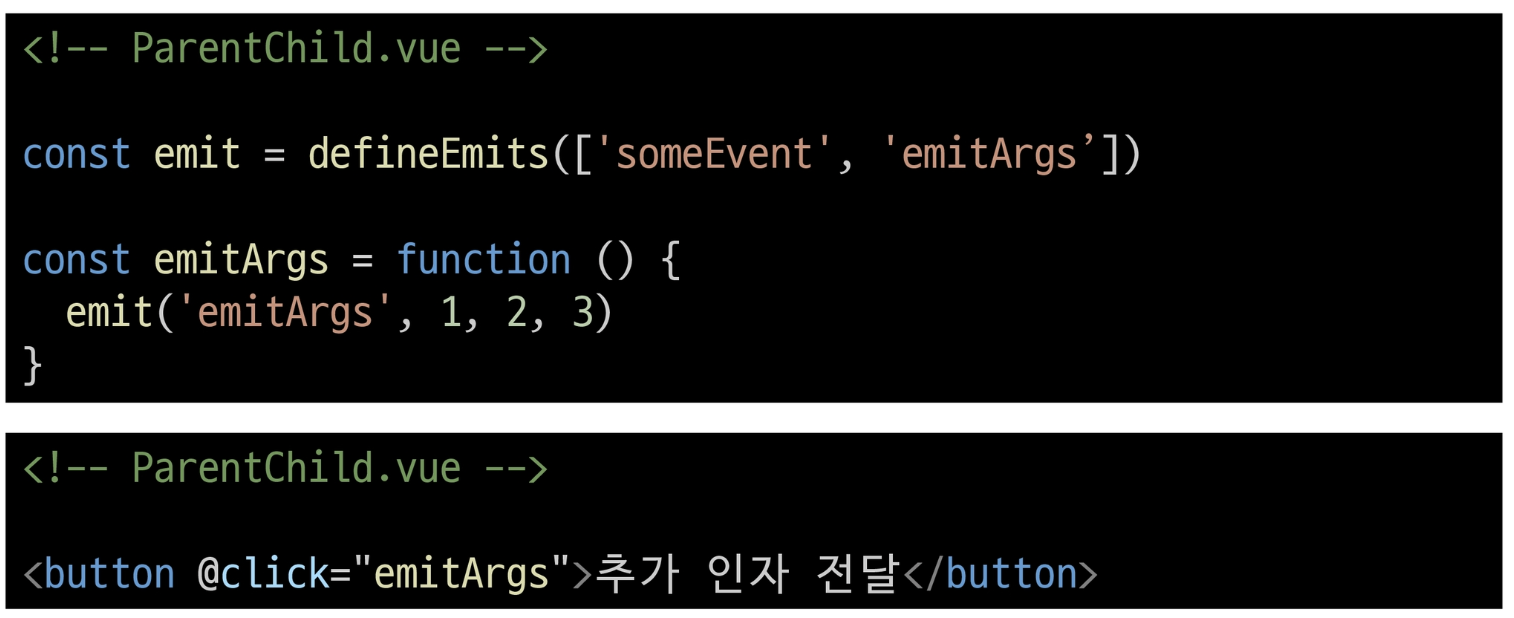 <!-- ParentChild.vue -->
const emit = defineEmits(['someEvent', 'emitArgs’])
const emitArgs = function () {
  emit('emitArgs', 1, 2, 3)
}
<!-- ParentChild.vue -->
<button @click="emitArgs">추가 인자 전달</button>